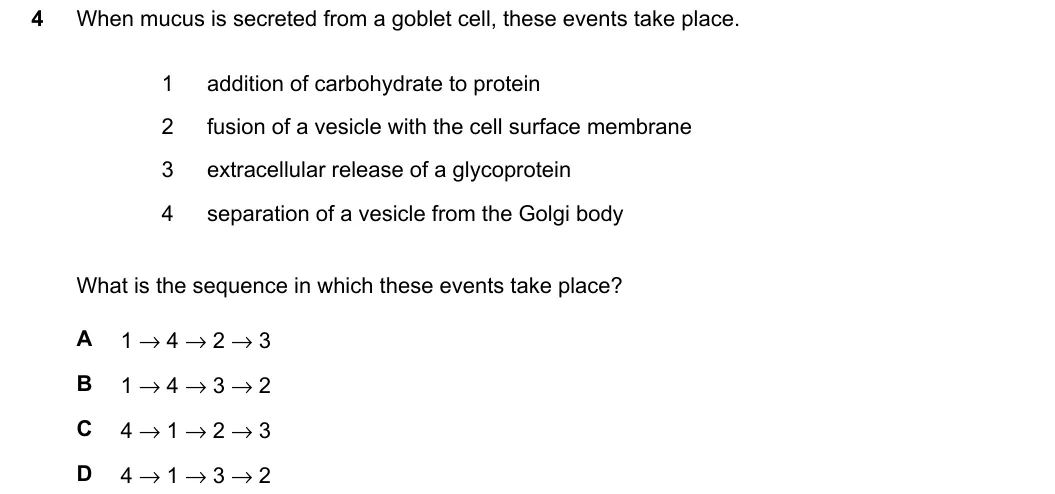 4 When mucus is secreted from a goblet cell, these events take place.
1 addition of carbohydrate to protein
2 fusion of a vesicle with the cell surface membrane
3 extracellular release of a glycoprotein
4 separation of a vesicle from the Golgi body
What is the sequence in which these events take place?
A 1 → 4 → 2 → 3
B 1 → 4 → 3 → 2
C 4 → 1 → 2 → 3
D 4 → 1 → 3 → 2